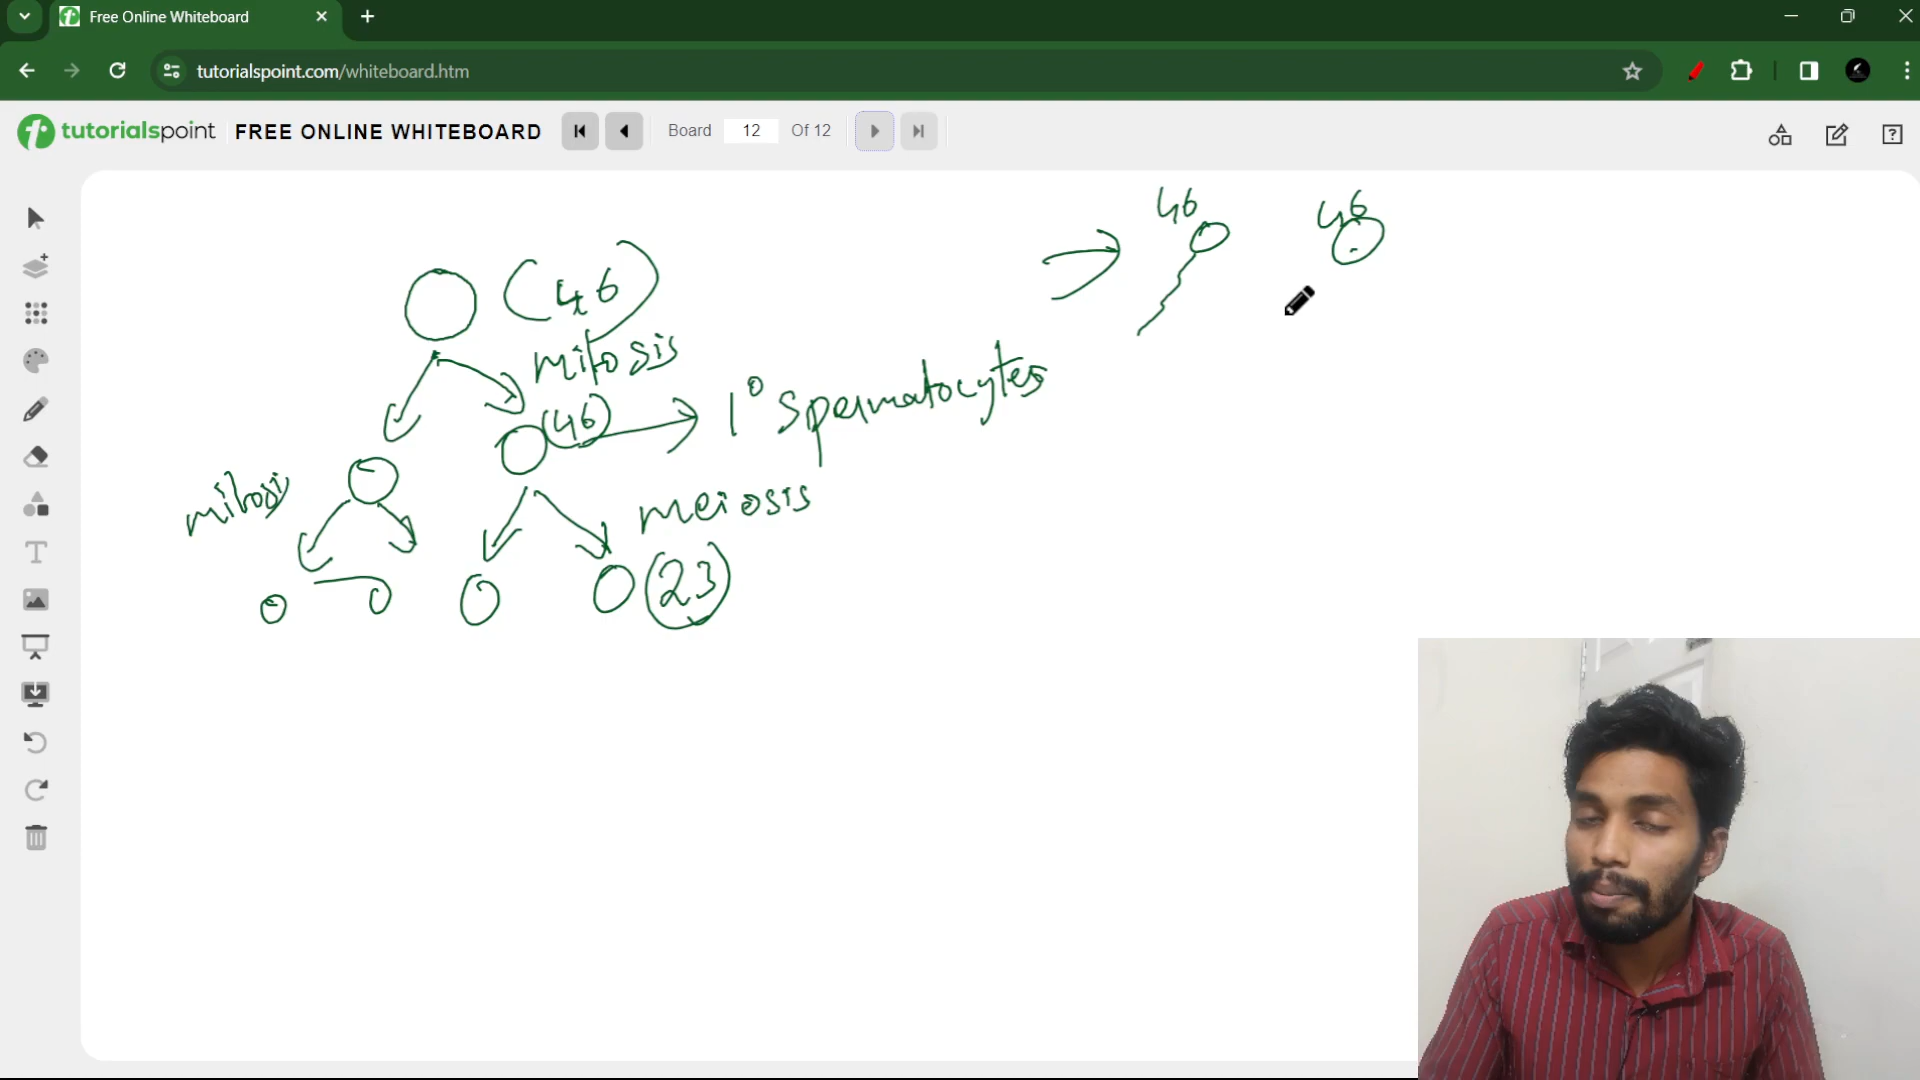 Free Online Whiteboard
tutorialspoint.com/whiteboard.htm
tutorialspoint FREE ONLINE WHITEBOARD Board 12 Of 12
46 46
(46)
mitosis
(46) 1° Spermatocytes
mitosis
meiosis
(23)